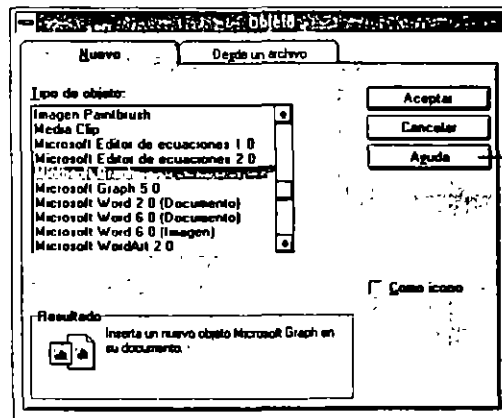 Objeto
Nuevo
Desde un archivo
Tipo de objeto:
Imagen Paintbrush
Media Clip
Microsoft Editor de ecuaciones 1.0
Microsoft Editor de ecuaciones 2.0
Microsoft Graph 5.0
Microsoft Word 2.0 (Documento)
Microsoft Word 6.0 (Documento)
Microsoft Word 6.0 (Imagen)
Microsoft WordArt 2.0
Aceptar
Cancelar
Ayuda
Como icono
Resultado
Inserta un nuevo objeto Microsoft Graph en
su documento.